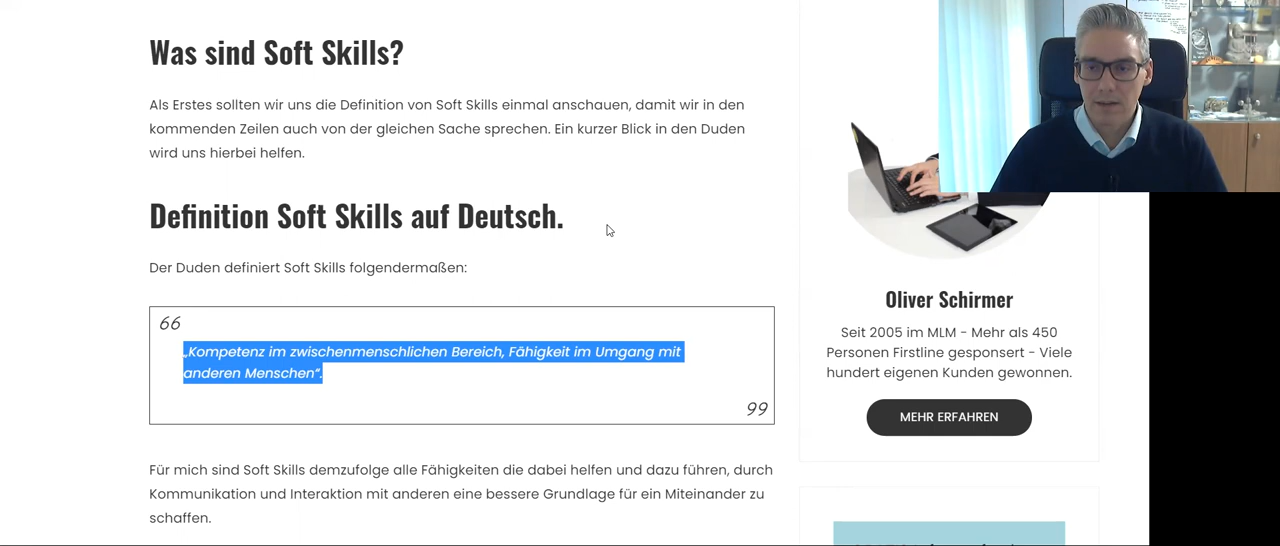 Was sind Soft Skills?
Als Erstes sollten wir uns die Definition von Soft Skills einmal anschauen, damit wir in den
kommenden Zeilen auch von der gleichen Sache sprechen. Ein kurzer Blick in den Duden
wird uns hierbei helfen.
Definition Soft Skills auf Deutsch.
Der Duden definiert Soft Skills folgendermaßen:
66
„Kompetenz im zwischenmenschlichen Bereich, Fähigkeit im Umgang mit
anderen Menschen“.
99
Für mich sind Soft Skills demzufolge alle Fähigkeiten die dabei helfen und dazu führen, durch
Kommunikation und Interaktion mit anderen eine bessere Grundlage für ein Miteinander zu
schaffen.
Oliver Schirmer
Seit 2005 im MLM - Mehr als 450
Personen Firstline gesponsert - Viele
hundert eigenen Kunden gewonnen.
MEHR ERFAHREN